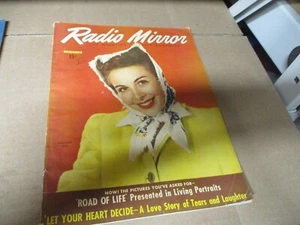 Radio Mirror
NOW! THE PICTURES YOU'VE ASKED FOR—
'ROAD OF LIFE' Presented in Living Portraits
LET YOUR HEART DECIDE—A Love Story of Tears and Laughter